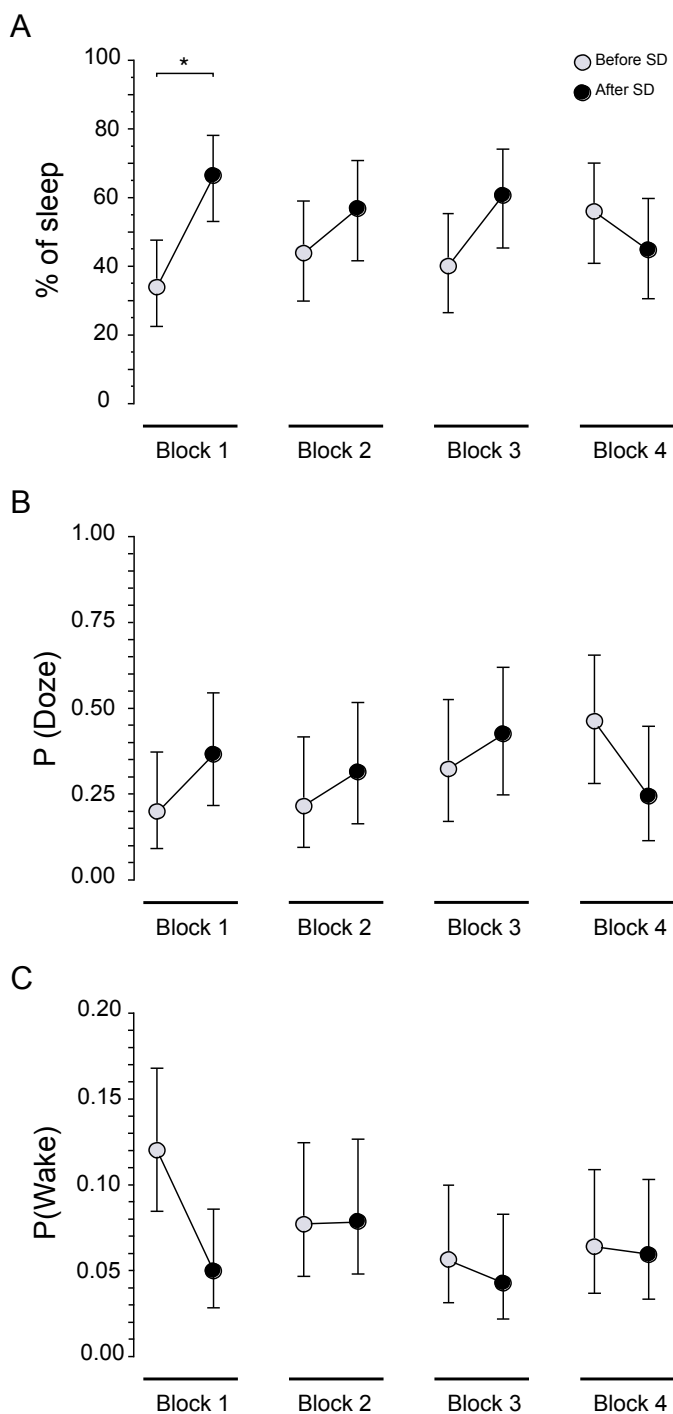 A
100
80
60
40
20
0
% of sleep
*
Before SD
After SD
Block 1
Block 2
Block 3
Block 4
B
1.00
0.75
0.50
0.25
0.00
P (Doze)
Block 1
Block 2
Block 3
Block 4
C
0.20
0.15
0.10
0.05
0.00
P(Wake)
Block 1
Block 2
Block 3
Block 4